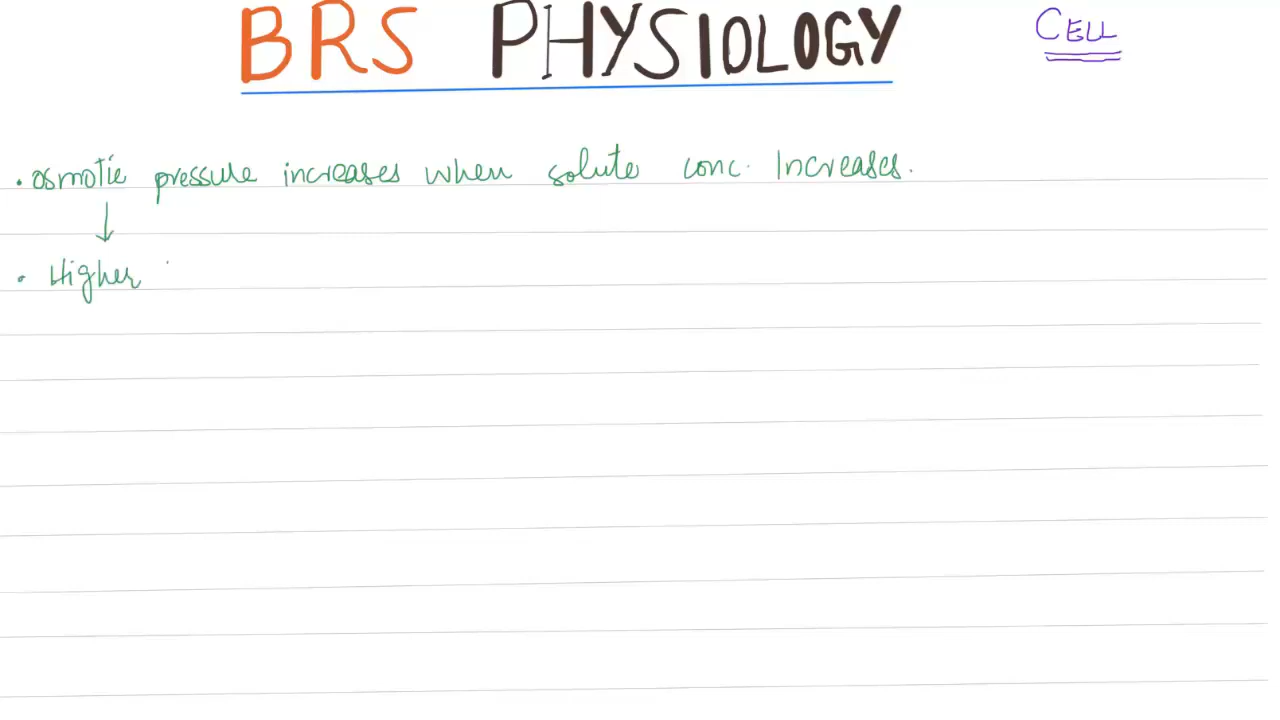 BRS PHYSIOLOGY
CELL
• Osmotic pressure increases when solute conc. Increases.
↓
• Higher